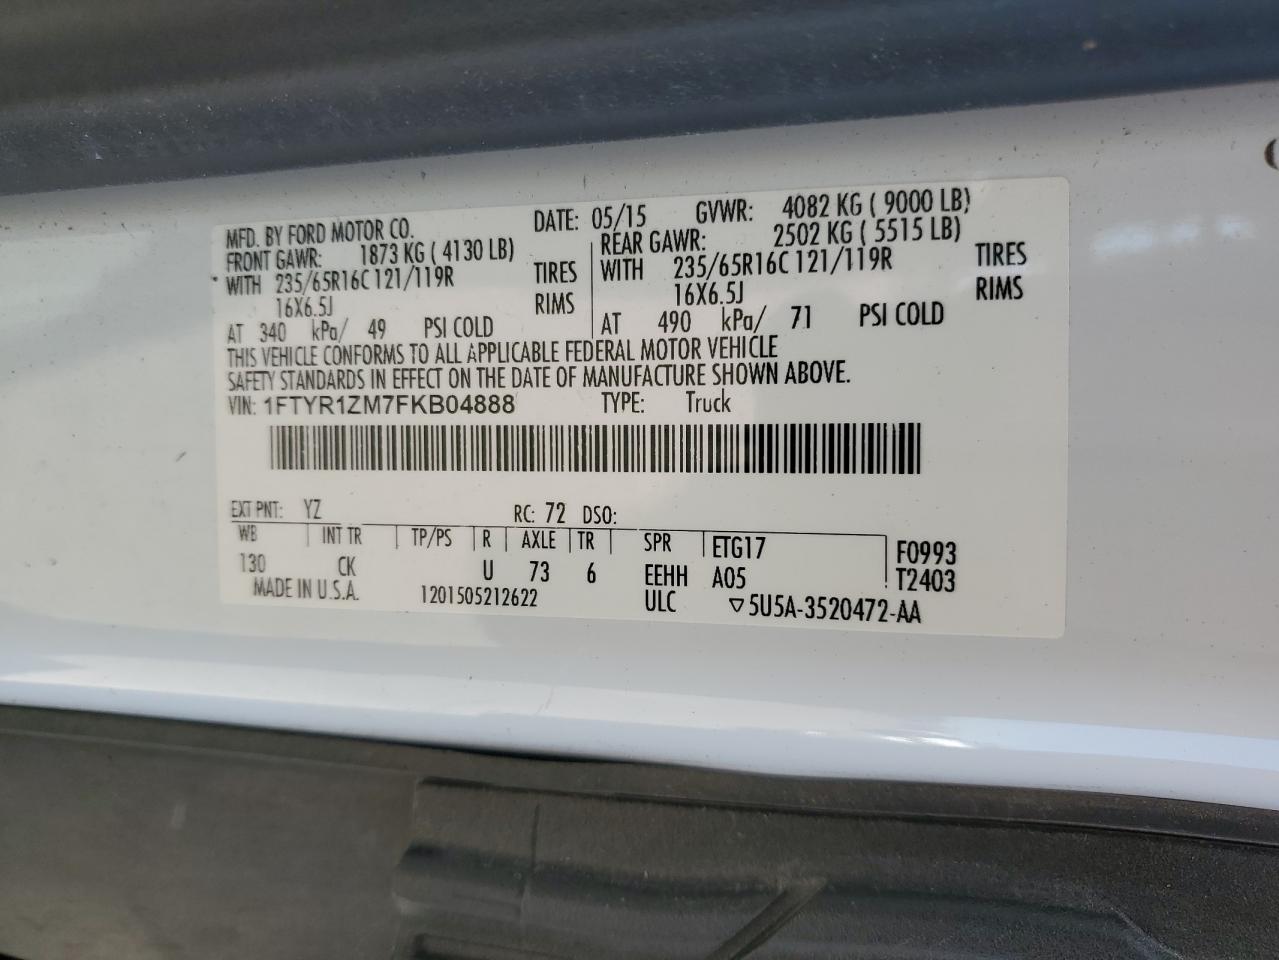 MFD. BY FORD MOTOR CO. DATE: 05/15 GVWR: 4082 KG ( 9000 LB)
FRONT GAWR: 1873 KG ( 4130 LB) REAR GAWR: 2502 KG ( 5515 LB)
WITH 235/65R16C 121/119R TIRES WITH 235/65R16C 121/119R TIRES
16X6.5J RIMS 16X6.5J RIMS
AT 340 kPa/ 49 PSI COLD AT 490 kPa/ 71 PSI COLD
THIS VEHICLE CONFORMS TO ALL APPLICABLE FEDERAL MOTOR VEHICLE
SAFETY STANDARDS IN EFFECT ON THE DATE OF MANUFACTURE SHOWN ABOVE.
VIN: 1FTYR1ZM7FKB04888 TYPE: Truck
EXT PNT: YZ RC: 72 DSO:
WB INT TR TP/PS R AXLE TR SPR ETG17 F0993
130 CK U 73 6 EEHH A05 T2403
MADE IN U.S.A. 1201505212622 ULC ▽5U5A-3520472-AA